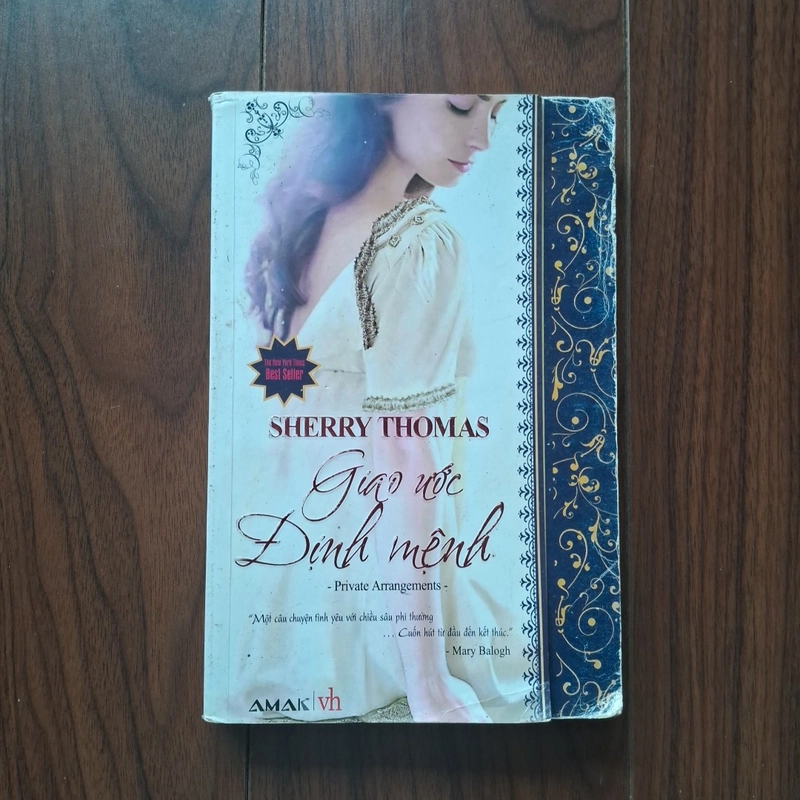 The New York Times
Best Seller
SHERRY THOMAS
Giao ước
Định mệnh
- Private Arrangements -
"Một câu chuyện tình yêu với chiều sâu phi thường
... Cuốn hút từ đầu đến kết thúc."
- Mary Balogh
AMAK vh